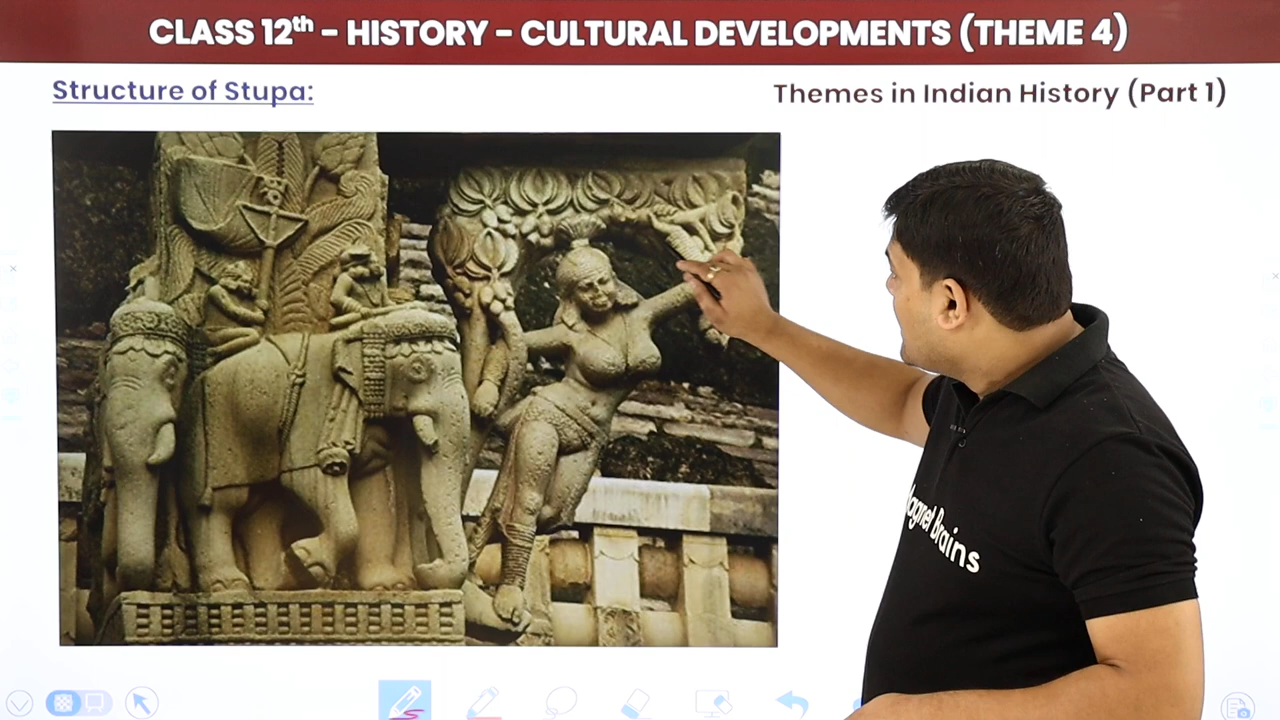 CLASS 12th - HISTORY - CULTURAL DEVELOPMENTS (THEME 4)
Structure of Stupa:
Themes in Indian History (Part 1)
Magnet Brains